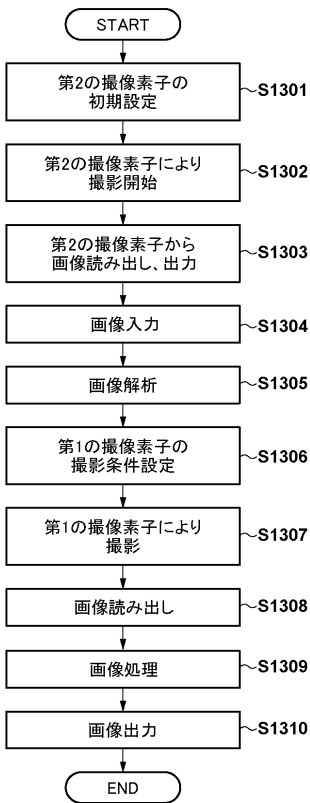 START
第2の撮像素子の
初期設定
S1301
第2の撮像素子により
撮影開始
S1302
第2の撮像素子から
画像読み出し、出力
S1303
画像入力
S1304
画像解析
S1305
第1の撮像素子の
撮影条件設定
S1306
第1の撮像素子により
撮影
S1307
画像読み出し
S1308
画像処理
S1309
画像出力
S1310
END